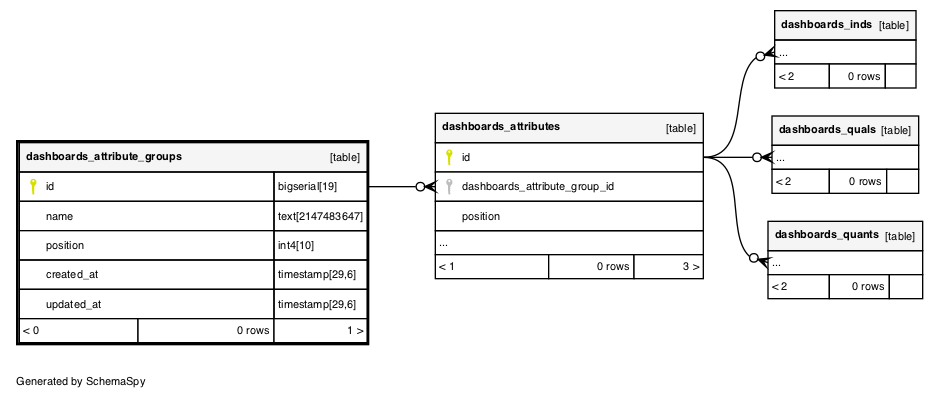 dashboards_inds [table]
...
< 2 0 rows
dashboards_attributes [table]
id
dashboards_attribute_group_id
position
...
< 1 0 rows 3 >
dashboards_quals [table]
...
< 2 0 rows
dashboards_attribute_groups [table]
id bigserial[19]
name text[2147483647]
position int4[10]
created_at timestamp[29,6]
updated_at timestamp[29,6]
< 0 0 rows 1 >
dashboards_quants [table]
...
< 2 0 rows
Generated by SchemaSpy